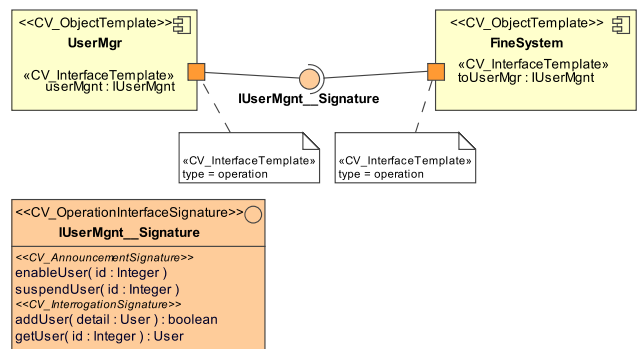 <<CV_ObjectTemplate>>
UserMgr
«CV_InterfaceTemplate»
userMgnt : IUserMgnt
<<CV_ObjectTemplate>>
FineSystem
«CV_InterfaceTemplate»
toUserMgr : IUserMgnt
IUserMgnt__Signature
«CV_InterfaceTemplate»
type = operation
«CV_InterfaceTemplate»
type = operation
<<CV_OperationInterfaceSignature>>
IUserMgnt__Signature
<<CV_AnnouncementSignature>>
enableUser( id : Integer )
suspendUser( id : Integer )
<<CV_InterrogationSignature>>
addUser( detail : User ) : boolean
getUser( id : Integer ) : User